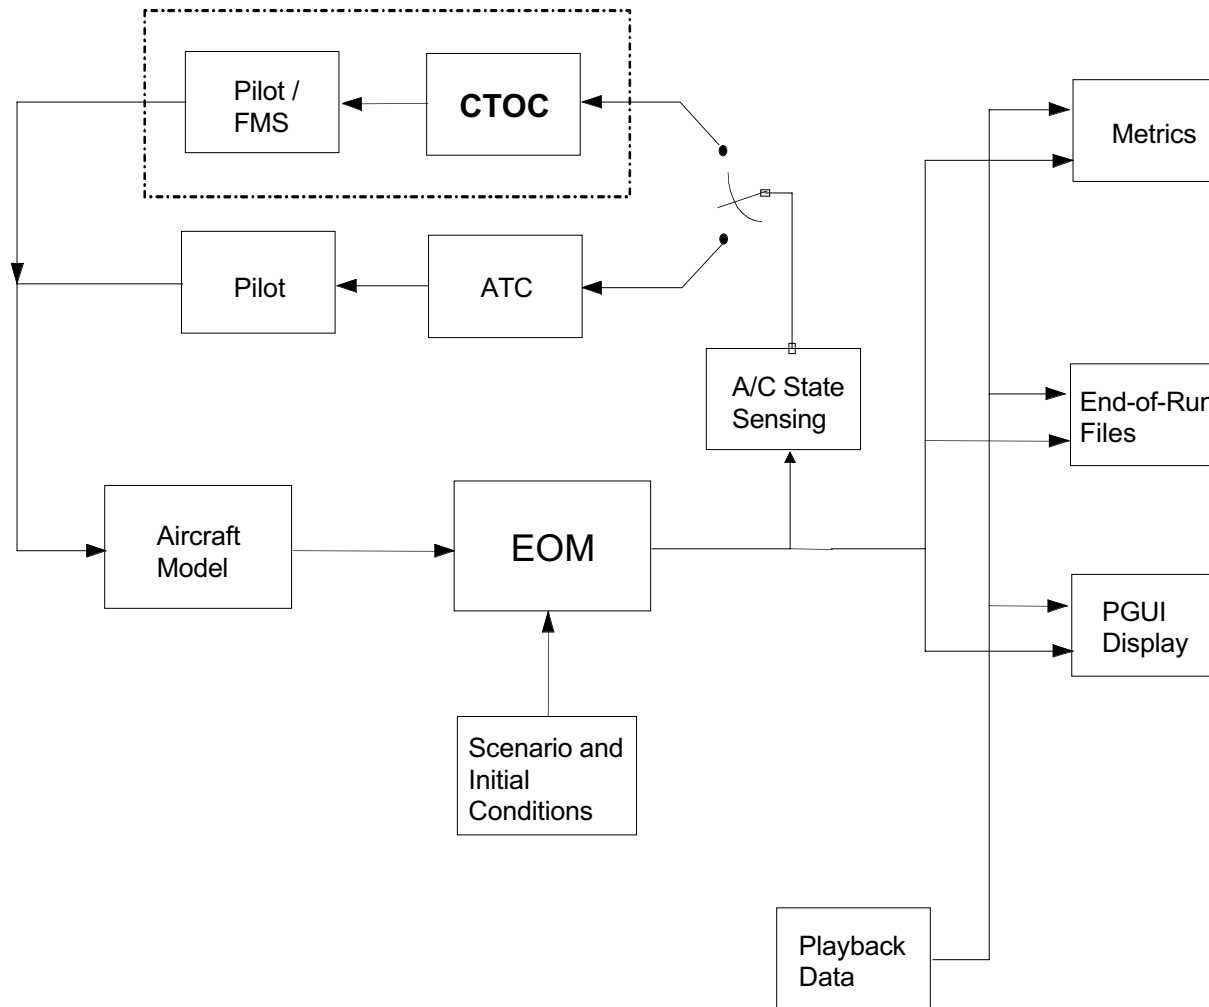 Pilot /
FMS
CTOC
Metrics
Pilot
ATC
A/C State
Sensing
End-of-Run
Files
Aircraft
Model
EOM
PGUI
Display
Scenario and
Initial
Conditions
Playback
Data